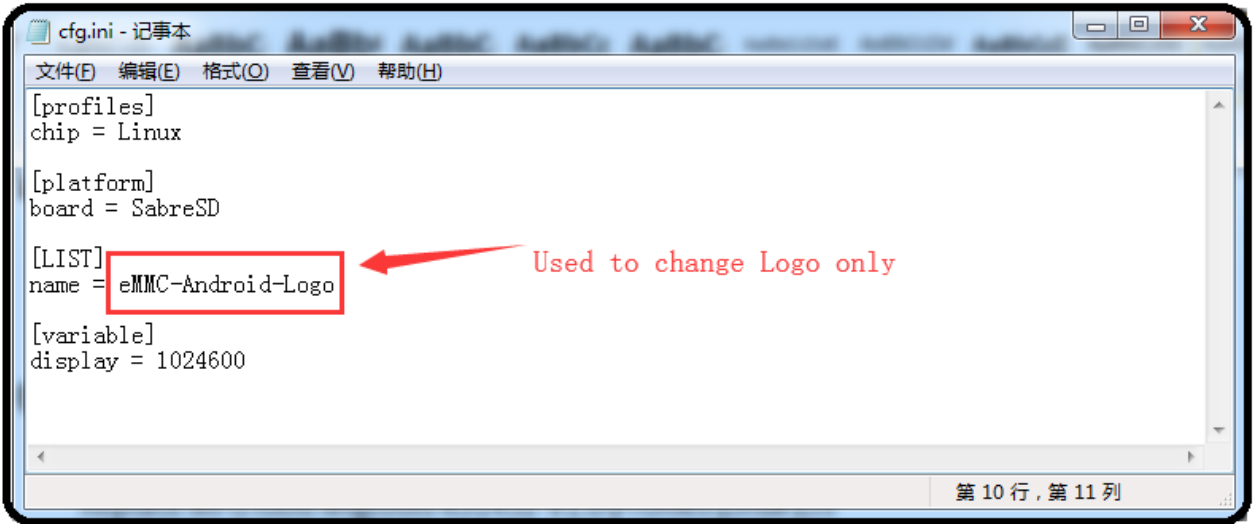 cfg.ini - 记事本
文件(F) 编辑(E) 格式(O) 查看(V) 帮助(H)
[profiles]
chip = Linux
[platform]
board = SabreSD
[LIST]
name = eMMC-Android-Logo
Used to change Logo only
[variable]
display = 1024600
第 10 行，第 11 列